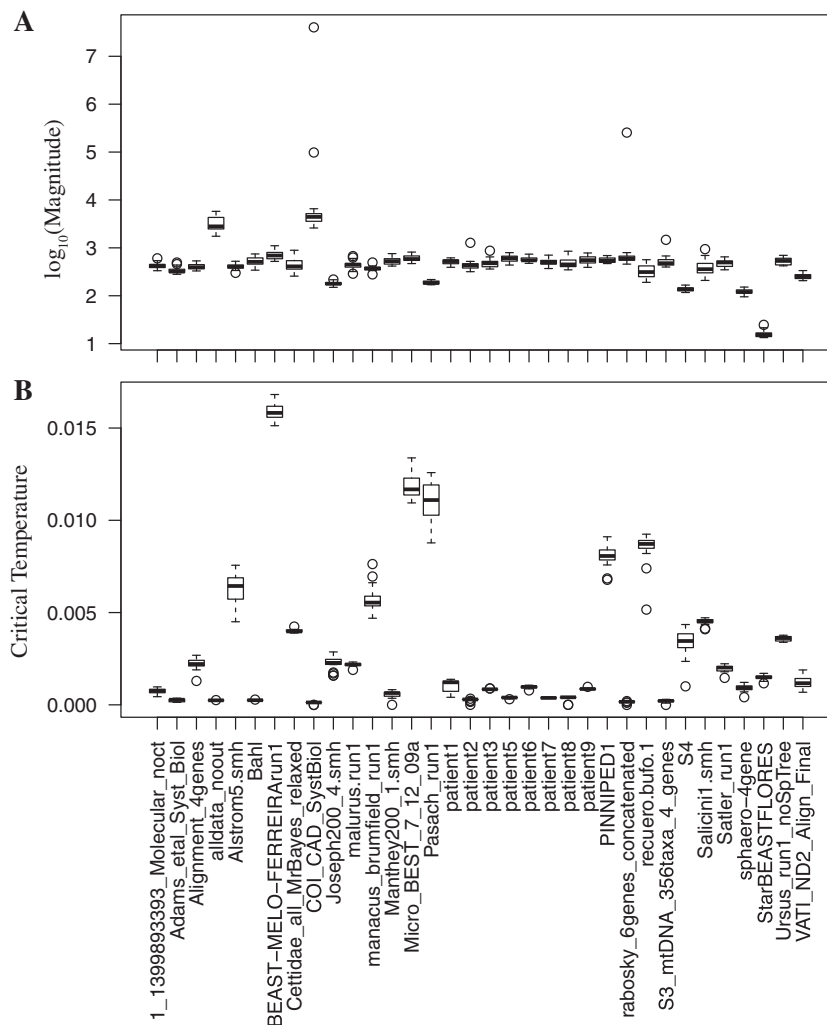 A
log10(Magnitude)
7
6
5
4
3
2
1
B
Critical Temperature
0.015
0.010
0.005
0.000
1_1399893393_Molecular_noct
Adams_etal_Syst_Biol
Alignment_4genes
alldata_noout
Alstrom5.smh
Bahl
BEAST-MELO-FERREIRArun1
Cettidae_all_MrBayes_relaxed
COI_CAD_SystBiol
Joseph200_4.smh
malurus.run1
manacus_brumfield_run1
Manthey200_1.smh
Micro_BEST_7_12_09a
Pasach_run1
patient1
patient2
patient3
patient5
patient6
patient7
patient8
patient9
PINNIPED1
rabosky_6genes_concatenated
recuero.bufo.1
S3_mtDNA_356taxa_4_genes
S4
Salicini1.smh
Satler_run1
sphaero-4gene
StarBEASTFLORES
Ursus_run1_noSpTree
VATI_ND2_Align_Final